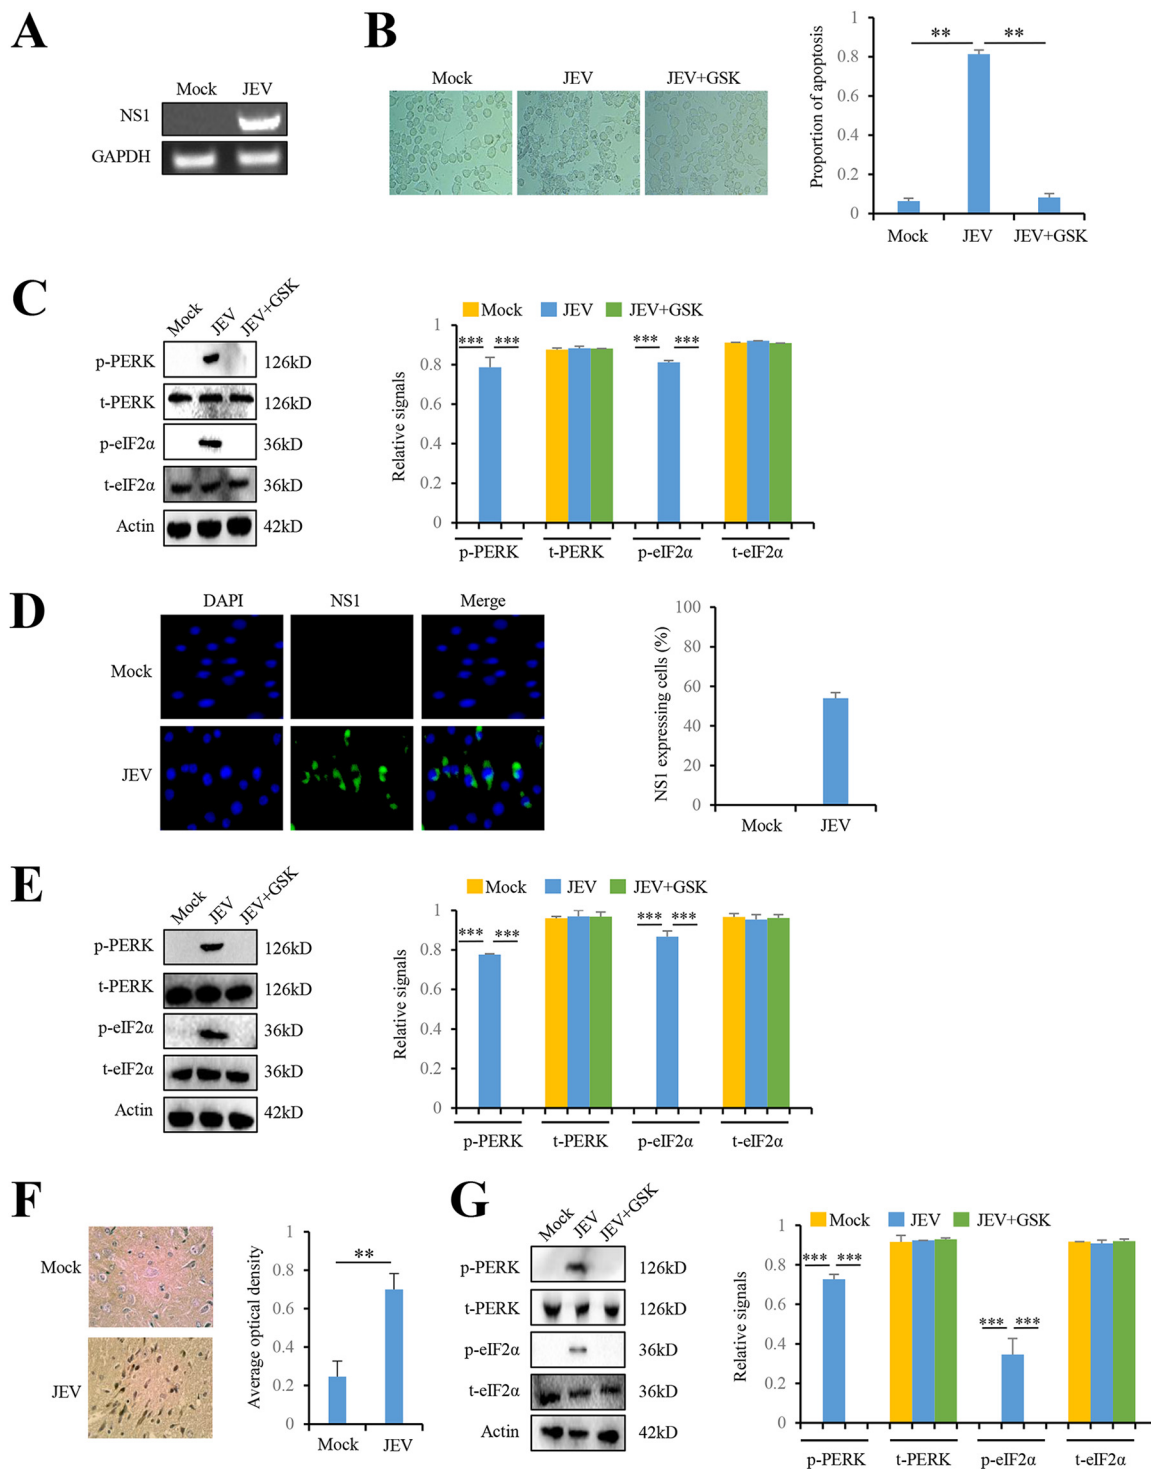 A
Mock JEV
NS1
GAPDH
B
Mock JEV JEV+GSK
Proportion of apoptosis
1
0.8
0.6
0.4
0.2
0
** **
Mock JEV JEV+GSK
C
Mock JEV JEV+GSK
p-PERK 126kD
t-PERK 126kD
p-eIF2α 36kD
t-eIF2α 36kD
Actin 42kD
Mock JEV JEV+GSK
Relative signals
1
0.8
0.6
0.4
0.2
0
*** *** *** ***
p-PERK t-PERK p-eIF2α t-eIF2α
D
DAPI NS1 Merge
Mock
JEV
NS1 expressing cells (%)
100
80
60
40
20
0
Mock JEV
E
Mock JEV JEV+GSK
p-PERK 126kD
t-PERK 126kD
p-eIF2α 36kD
t-eIF2α 36kD
Actin 42kD
Mock JEV JEV+GSK
Relative signals
1
0.8
0.6
0.4
0.2
0
*** *** *** ***
p-PERK t-PERK p-eIF2α t-eIF2α
F
Mock
JEV
Average optical density
1
0.8
0.6
0.4
0.2
0
**
Mock JEV
G
Mock JEV JEV+GSK
p-PERK 126kD
t-PERK 126kD
p-eIF2α 36kD
t-eIF2α 36kD
Actin 42kD
Mock JEV JEV+GSK
Relative signals
1
0.8
0.6
0.4
0.2
0
*** *** *** ***
p-PERK t-PERK p-eIF2α t-eIF2α